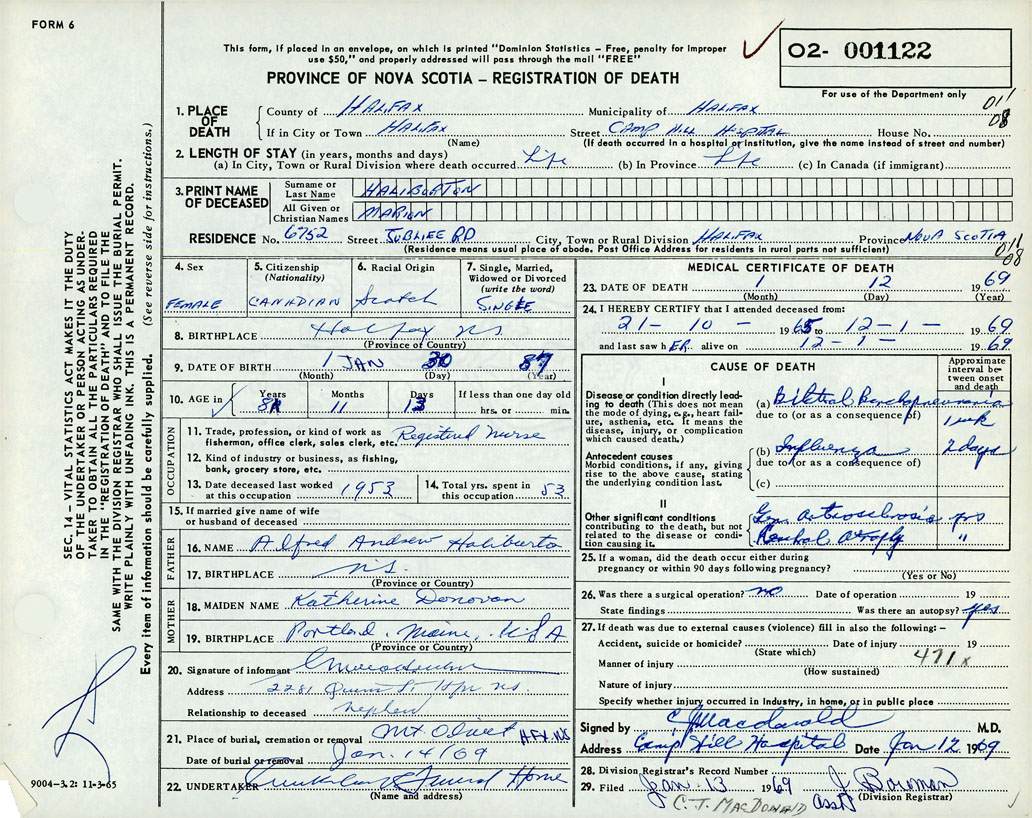 FORM 6
This form, if placed in an envelope, on which is printed "Dominion Statistics – Free, penalty for improper
use $50," and properly addressed will pass through the mail "FREE"
O2- 001122
For use of the Department only
PROVINCE OF NOVA SCOTIA – REGISTRATION OF DEATH
011
08
1. PLACE OF DEATH
County of HALIFAX Municipality of HALIFAX
If in City or Town HALIFAX Street CAMP HILL HOSPITAL House No.
(Name) (If death occurred in a hospital or institution, give the name instead of street and number)
2. LENGTH OF STAY (in years, months and days)
(a) In City, Town or Rural Division where death occurred Life (b) In Province Life (c) In Canada (if immigrant)
3. PRINT NAME OF DECEASED
Surname or Last Name HALIBURTON
All Given or Christian Names MARION
RESIDENCE No. 6752 Street JUBLIEE RD City, Town or Rural Division HALIFAX Province NOVA SCOTIA
(Residence means usual place of abode. Post Office Address for residents in rural parts not sufficient)
011
08
4. Sex
FEMALE
5. Citizenship
(Nationality)
CANADIAN
6. Racial Origin
Scotch
7. Single, Married,
Widowed or Divorced
(write the word)
SINGLE
8. BIRTHPLACE Halifax N.S.
(Province of Country)
9. DATE OF BIRTH 1 JAN 30 87
(Month) (Day) (Year)
10. AGE in
Years Months Days If less than one day old
81 11 13 hrs. or min.
OCCUPATION
11. Trade, profession, or kind of work as
fisherman, office clerk, sales clerk, etc. Registered Nurse
12. Kind of industry or business, as fishing,
bank, grocery store, etc.
13. Date deceased last worked
at this occupation 1953
14. Total yrs. spent in
this occupation 53
15. If married give name of wife
or husband of deceased
FATHER
16. NAME Alfred Andrew Haliburton
17. BIRTHPLACE N.S.
(Province or Country)
MOTHER
18. MAIDEN NAME Katherine Donovan
19. BIRTHPLACE Portland, Maine, USA
(Province or Country)
20. Signature of informant
Address 2281 St Hfx NS
Relationship to deceased Nephew
21. Place of burial, cremation or removal Mt Olivet HFX NS
Date of burial or removal Jan. 14/69
22. UNDERTAKER Funeral Home
(Name and address)
MEDICAL CERTIFICATE OF DEATH
23. DATE OF DEATH 1 12 1969
(Month) (Day) (Year)
24. I HEREBY CERTIFY that I attended deceased from:
21 – 10 – 1965 to 12 – 1 – 1969
and last saw hER alive on 12 – 1 – 1969
CAUSE OF DEATH
Approximate interval between onset and death
I
Disease or condition directly leading to death (This does not mean the mode of dying, e.g., heart failure, asthenia, etc. It means the disease, injury, or complication which caused death.)
(a) Bilateral Bronchopneumonia
due to (or as a consequence of) 1 wk
Antecedent causes
Morbid conditions, if any, giving rise to the above cause, stating the underlying condition last.
(b) Influenza 2 days
due to (or as a consequence of)
(c)
II
Other significant conditions
contributing to the death, but not related to the disease or condition causing it.
Gen. arteriosclerosis yrs
Cerebral atrophy "
25. If a woman, did the death occur either during
pregnancy or within 90 days following pregnancy?
(Yes or No)
26. Was there a surgical operation? no Date of operation 19
State findings Was there an autopsy? yes
27. If death was due to external causes (violence) fill in also the following: –
Accident, suicide or homicide? Date of injury 19
(State which) 471x
Manner of injury
(How sustained)
Nature of injury
Specify whether injury occurred in Industry, in home, or in public place
Signed by C J Macdonald M.D.
Address Camp Hill Hospital Date Jan 12 1969
28. Division Registrar's Record Number
29. Filed Jan. 13 1969 J. Bowman
(Division Registrar)
C. J. MACDONALD Asst
SEC. 14 – VITAL STATISTICS ACT MAKES IT THE DUTY
OF THE UNDERTAKER OR PERSON ACTING AS UNDER-
TAKER TO OBTAIN ALL THE PARTICULARS REQUIRED
IN THE "REGISTRATION OF DEATH" AND TO FILE THE
SAME WITH THE DIVISION REGISTRAR WHO SHALL ISSUE THE BURIAL PERMIT.
WRITE PLAINLY WITH UNFADING INK. THIS IS A PERMANENT RECORD.
Every item of information should be carefully supplied. (See reverse side for instructions.)
9004-3.2: 11-3-65